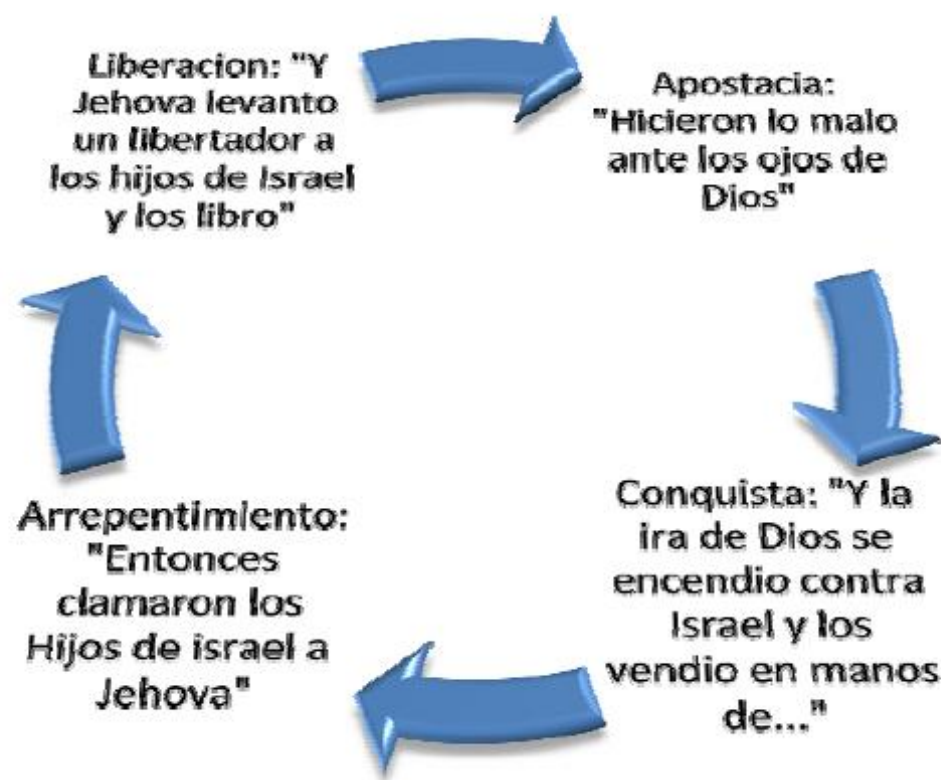 Liberacion: "Y
Jehova levanto
un libertador a
los hijos de Israel
y los libro"
Apostacia:
"Hicieron lo malo
ante los ojos de
Dios"
Conquista: "Y la
ira de Dios se
encendio contra
Israel y los
vendio en manos
de..."
Arrepentimiento:
"Entonces
clamaron los
Hijos de israel a
Jehova"